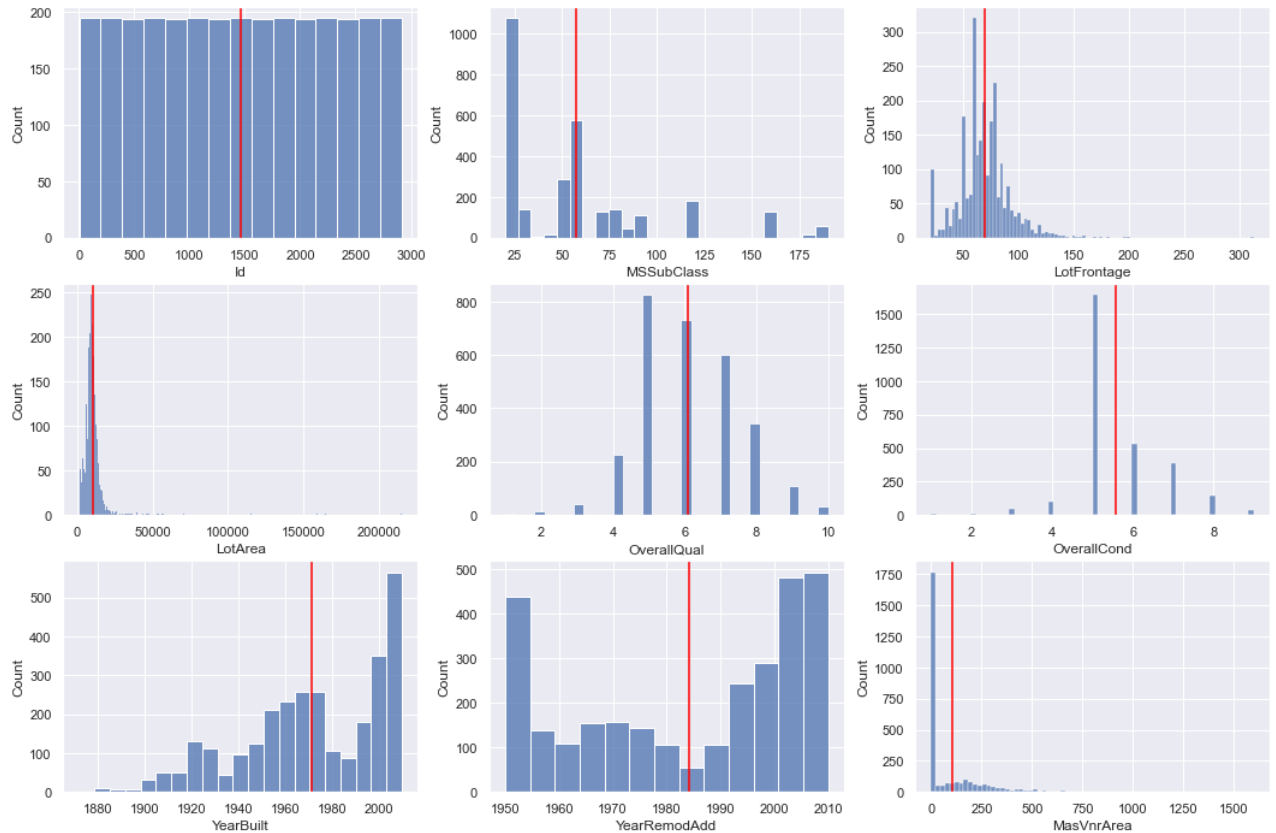 200
150
100
50
0
Count
0 500 1000 1500 2000 2500 3000
Id
1000
800
600
400
200
0
Count
25 50 75 100 125 150 175
MSSubClass
300
250
200
150
100
50
0
Count
50 100 150 200 250 300
LotFrontage
250
200
150
100
50
0
Count
0 50000 100000 150000 200000
LotArea
800
600
400
200
0
Count
2 4 6 8 10
OverallQual
1500
1250
1000
750
500
250
0
Count
2 4 6 8
OverallCond
500
400
300
200
100
0
Count
1880 1900 1920 1940 1960 1980 2000
YearBuilt
500
400
300
200
100
0
Count
1950 1960 1970 1980 1990 2000 2010
YearRemodAdd
1750
1500
1250
1000
750
500
250
0
Count
0 250 500 750 1000 1250 1500
MasVnrArea